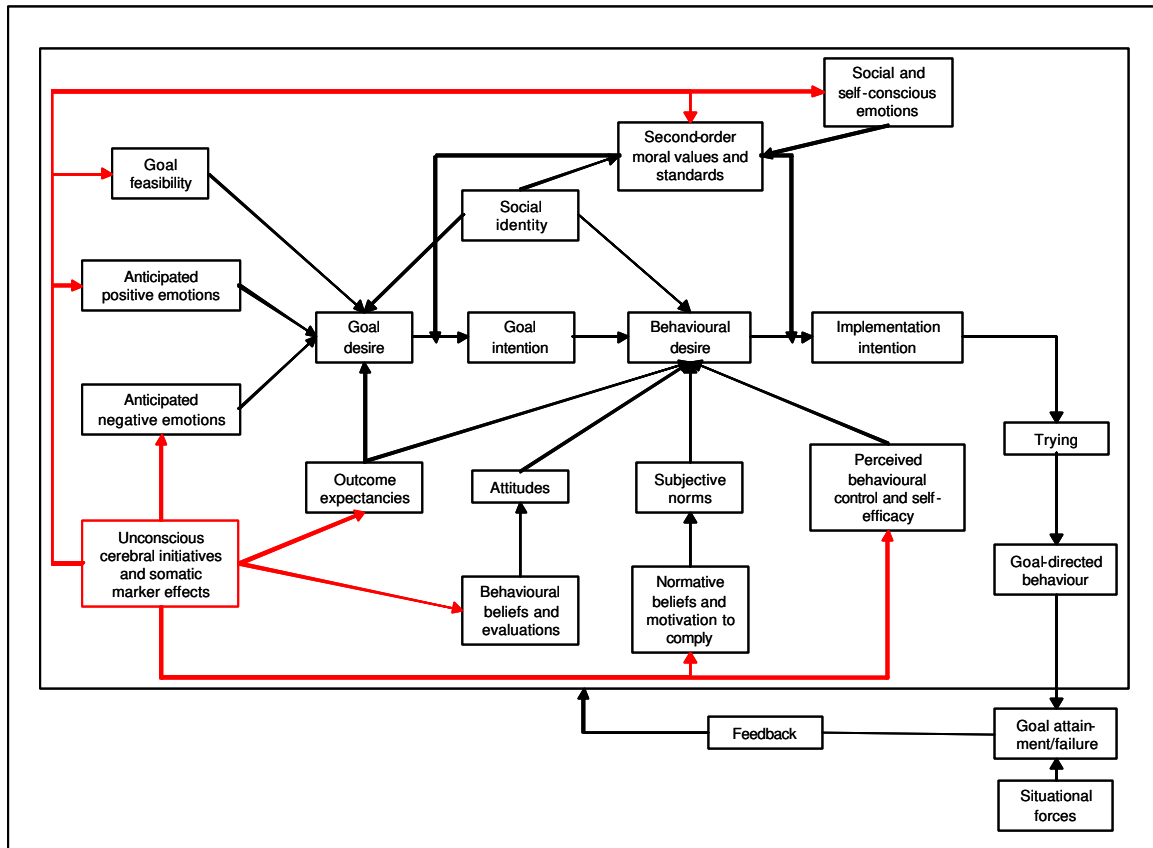 Social and
self-conscious
emotions
Second-order
moral values and
standards
Goal
feasibility
Social
identity
Anticipated
positive emotions
Goal
desire
Goal
intention
Behavioural
desire
Implementation
intention
Anticipated
negative emotions
Trying
Outcome
expectancies
Attitudes
Subjective
norms
Perceived
behavioural
control and self-
efficacy
Unconscious
cerebral initiatives
and somatic
marker effects
Behavioural
beliefs and
evaluations
Normative
beliefs and
motivation to
comply
Goal-directed
behaviour
Feedback
Goal attain-
ment/failure
Situational
forces